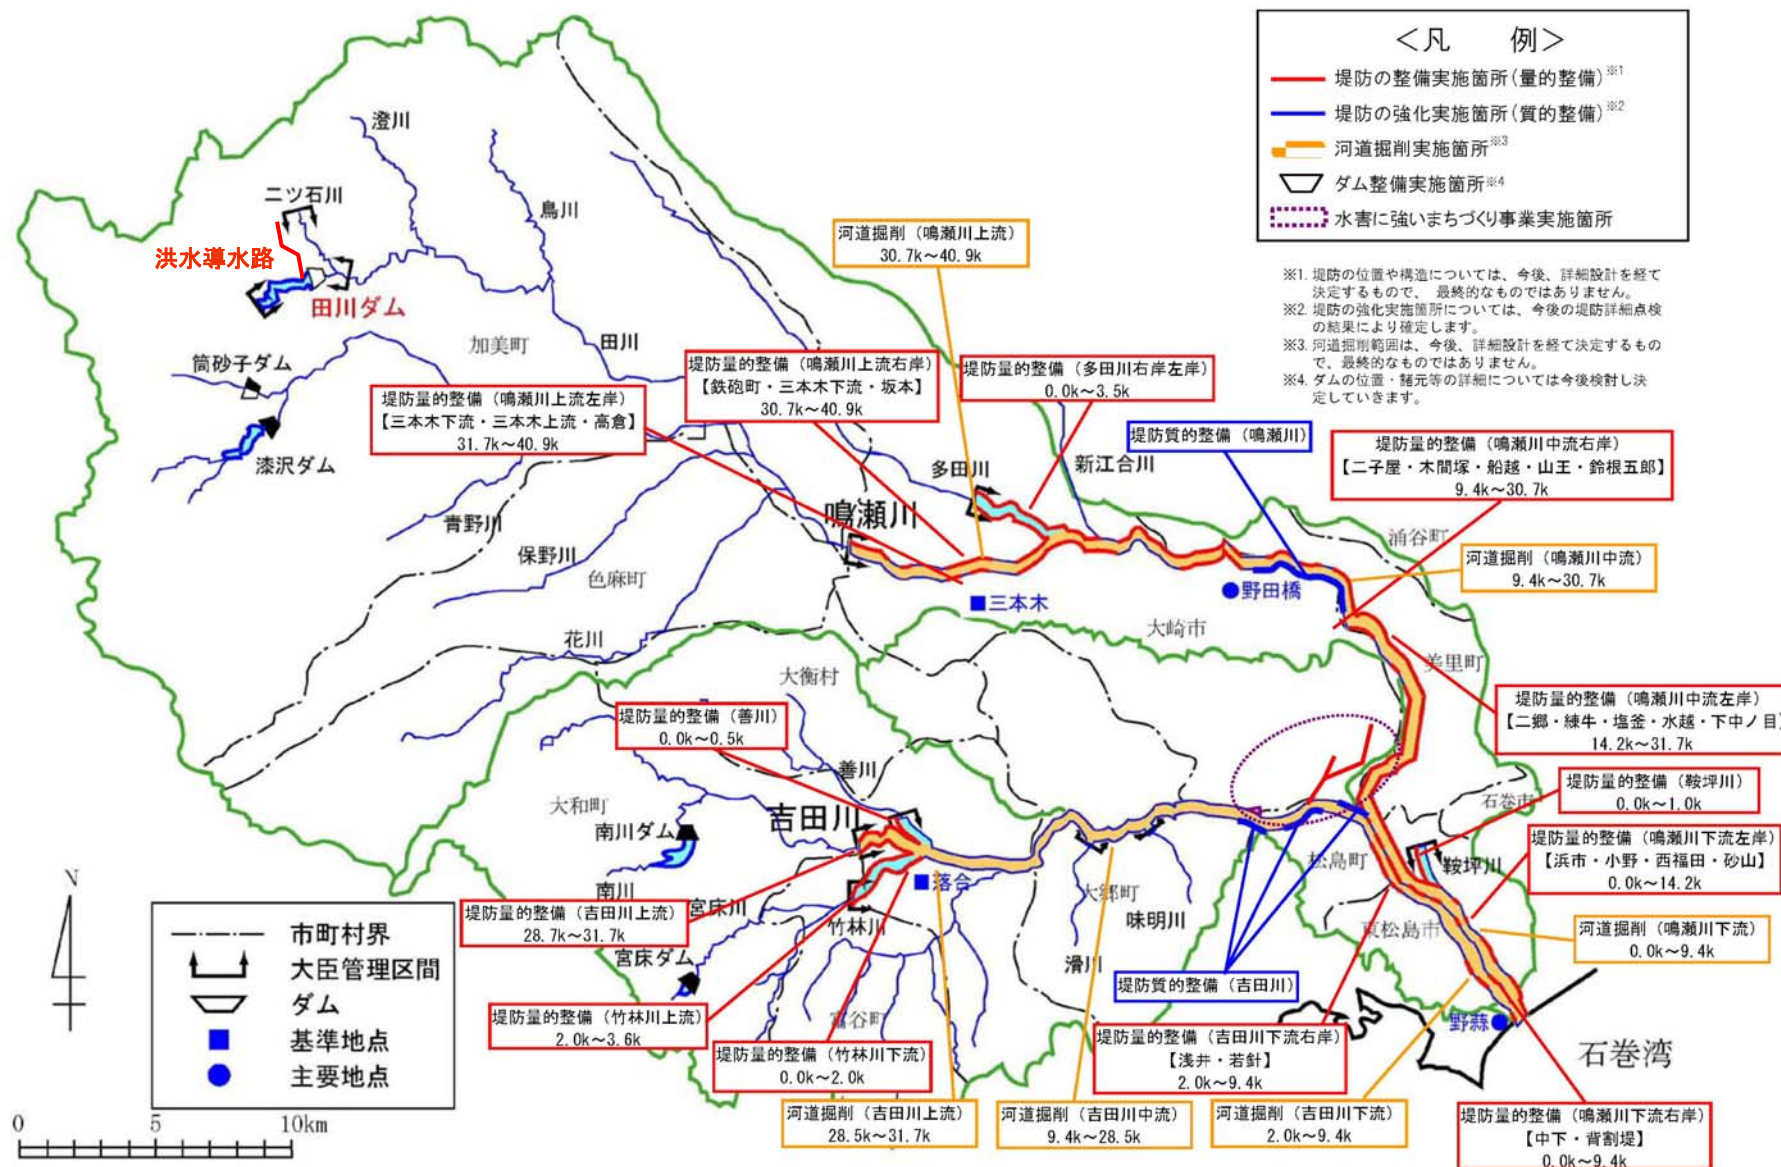 ＜凡　例＞
堤防の整備実施箇所(量的整備)※1
堤防の強化実施箇所(質的整備)※2
河道掘削実施箇所※3
ダム整備実施箇所※4
水害に強いまちづくり事業実施箇所
※1. 堤防の位置や構造については、今後、詳細設計を経て
決定するもので、 最終的なものではありません。
※2. 堤防の強化実施箇所については、今後の堤防詳細点検
の結果により確定します。
※3. 河道掘削範囲は、今後、詳細設計を経て決定するもの
で、最終的なものではありません。
※4. ダムの位置・諸元等の詳細については今後検討し決
定していきます。
澄川
二ツ石川
鳥川
洪水導水路
田川ダム
加美町
田川
筒砂子ダム
漆沢ダム
河道掘削（鳴瀬川上流）
30.7k～40.9k
堤防量的整備（鳴瀬川上流右岸）
【鉄砲町・三本木下流・坂本】
30.7k～40.9k
堤防量的整備（多田川右岸左岸）
0.0k～3.5k
堤防量的整備（鳴瀬川上流左岸）
【三本木下流・三本木上流・高倉】
31.7k～40.9k
堤防質的整備（鳴瀬川）
堤防量的整備（鳴瀬川中流右岸）
【二子屋・木間塚・船越・山王・鈴根五郎】
9.4k～30.7k
多田川
新江合川
鳴瀬川
青野川
保野川
色麻町
涌谷町
河道掘削（鳴瀬川中流）
9.4k～30.7k
三本木
野田橋
花川
大崎市
美里町
大衡村
堤防量的整備（鳴瀬川中流左岸）
【二郷・練牛・塩釜・水越・下中ノ目】
14.2k～31.7k
堤防量的整備（善川）
0.0k～0.5k
善川
大和町
吉田川
南川ダム
堤防量的整備（鞍坪川）
0.0k～1.0k
石巻市
堤防量的整備（鳴瀬川下流左岸）
【浜市・小野・西福田・砂山】
0.0k～14.2k
松島町
鞍坪川
落合
大郷町
南川
宮床川
竹林川
味明川
堤防量的整備（吉田川上流）
28.7k～31.7k
東松島市
河道掘削（鳴瀬川下流）
0.0k～9.4k
宮床ダム
滑川
堤防質的整備（吉田川）
堤防量的整備（竹林川上流）
2.0k～3.6k
富谷町
野蒜
石巻湾
堤防量的整備（竹林川下流）
0.0k～2.0k
堤防量的整備（吉田川下流右岸）
【浅井・若針】
2.0k～9.4k
河道掘削（吉田川上流）
28.5k～31.7k
河道掘削（吉田川中流）
9.4k～28.5k
河道掘削（吉田川下流）
2.0k～9.4k
堤防量的整備（鳴瀬川下流右岸）
【中下・背割堤】
0.0k～9.4k
N
市町村界
大臣管理区間
ダム
基準地点
主要地点
0 5 10km